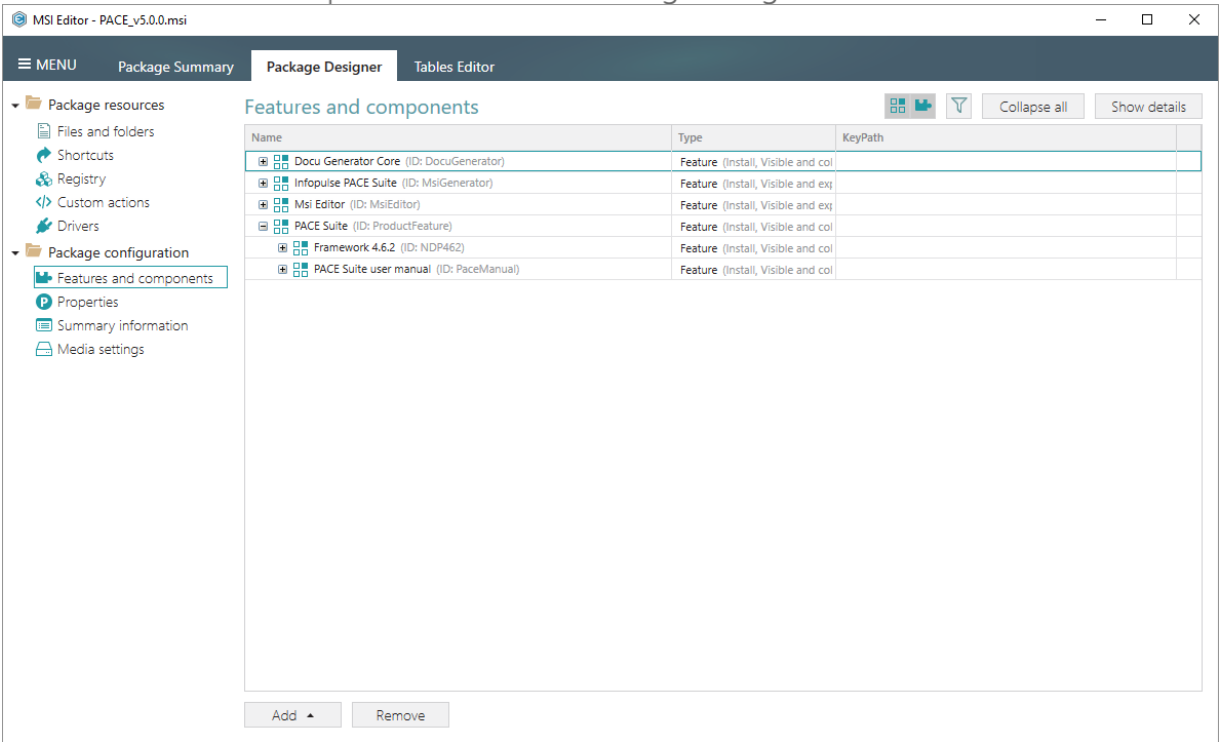 MSI Editor - PACE_v5.0.0.msi
MENU Package Summary Package Designer Tables Editor
Package resources
Files and folders
Shortcuts
Registry
Custom actions
Drivers
Package configuration
Features and components
Properties
Summary information
Media settings
Features and components
Collapse all Show details
Name Type KeyPath
Docu Generator Core (ID: DocuGenerator) Feature (Install, Visible and col
Infopulse PACE Suite (ID: MsiGenerator) Feature (Install, Visible and exp
Msi Editor (ID: MsiEditor) Feature (Install, Visible and exp
PACE Suite (ID: ProductFeature) Feature (Install, Visible and col
Framework 4.6.2 (ID: NDP462) Feature (Install, Visible and col
PACE Suite user manual (ID: PaceManual) Feature (Install, Visible and col
Add Remove